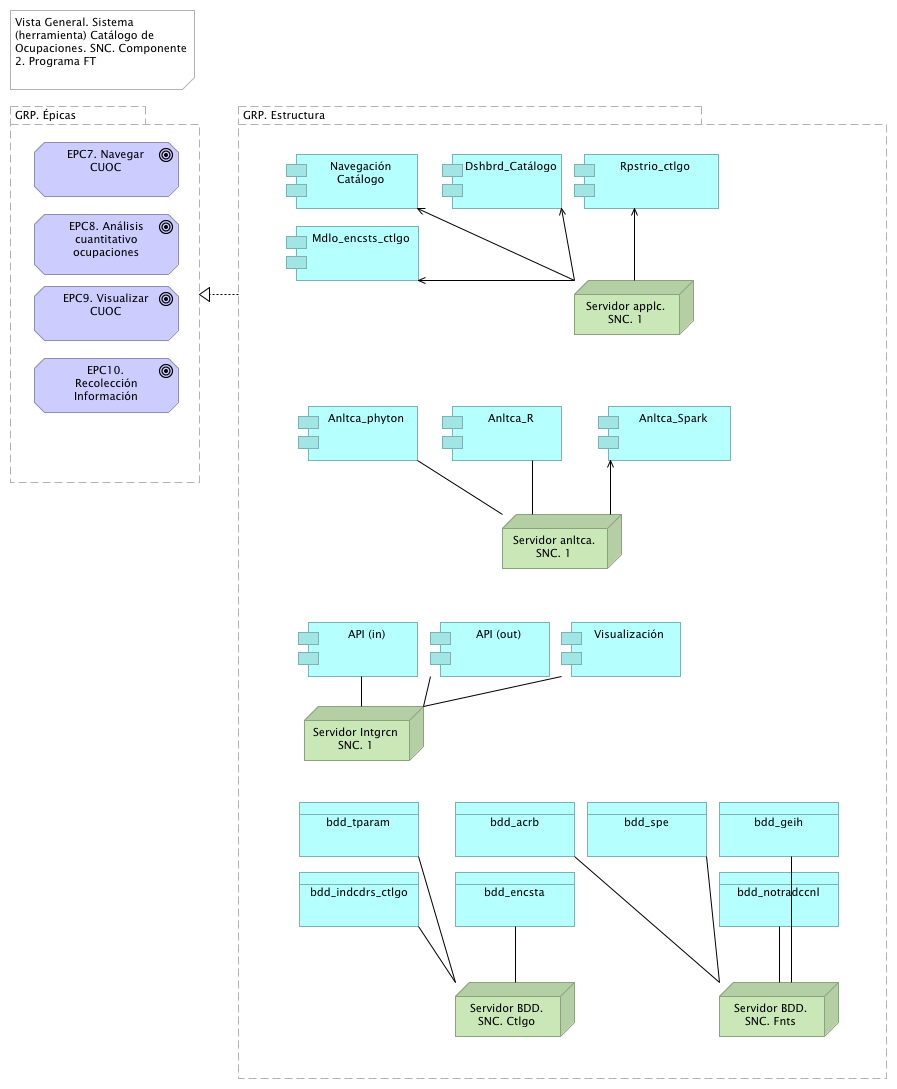 Vista General. Sistema
(herramienta) Catálogo de
Ocupaciones. SNC. Componente
2. Programa FT
GRP. Épicas
EPC7. Navegar
CUOC
EPC8. Análisis
cuantitativo
ocupaciones
EPC9. Visualizar
CUOC
EPC10.
Recolección
Información
GRP. Estructura
Navegación
Catálogo
Dshbrd_Catálogo
Rpstrio_ctlgo
Mdlo_encsts_ctlgo
Servidor applc.
SNC. 1
Anltca_phyton
Anltca_R
Anltca_Spark
Servidor anltca.
SNC. 1
API (in)
API (out)
Visualización
Servidor Intgrcn
SNC. 1
bdd_tparam
bdd_acrb
bdd_spe
bdd_geih
bdd_indcdrs_ctlgo
bdd_encsta
bdd_notradccnl
Servidor BDD.
SNC. Ctlgo
Servidor BDD.
SNC. Fnts